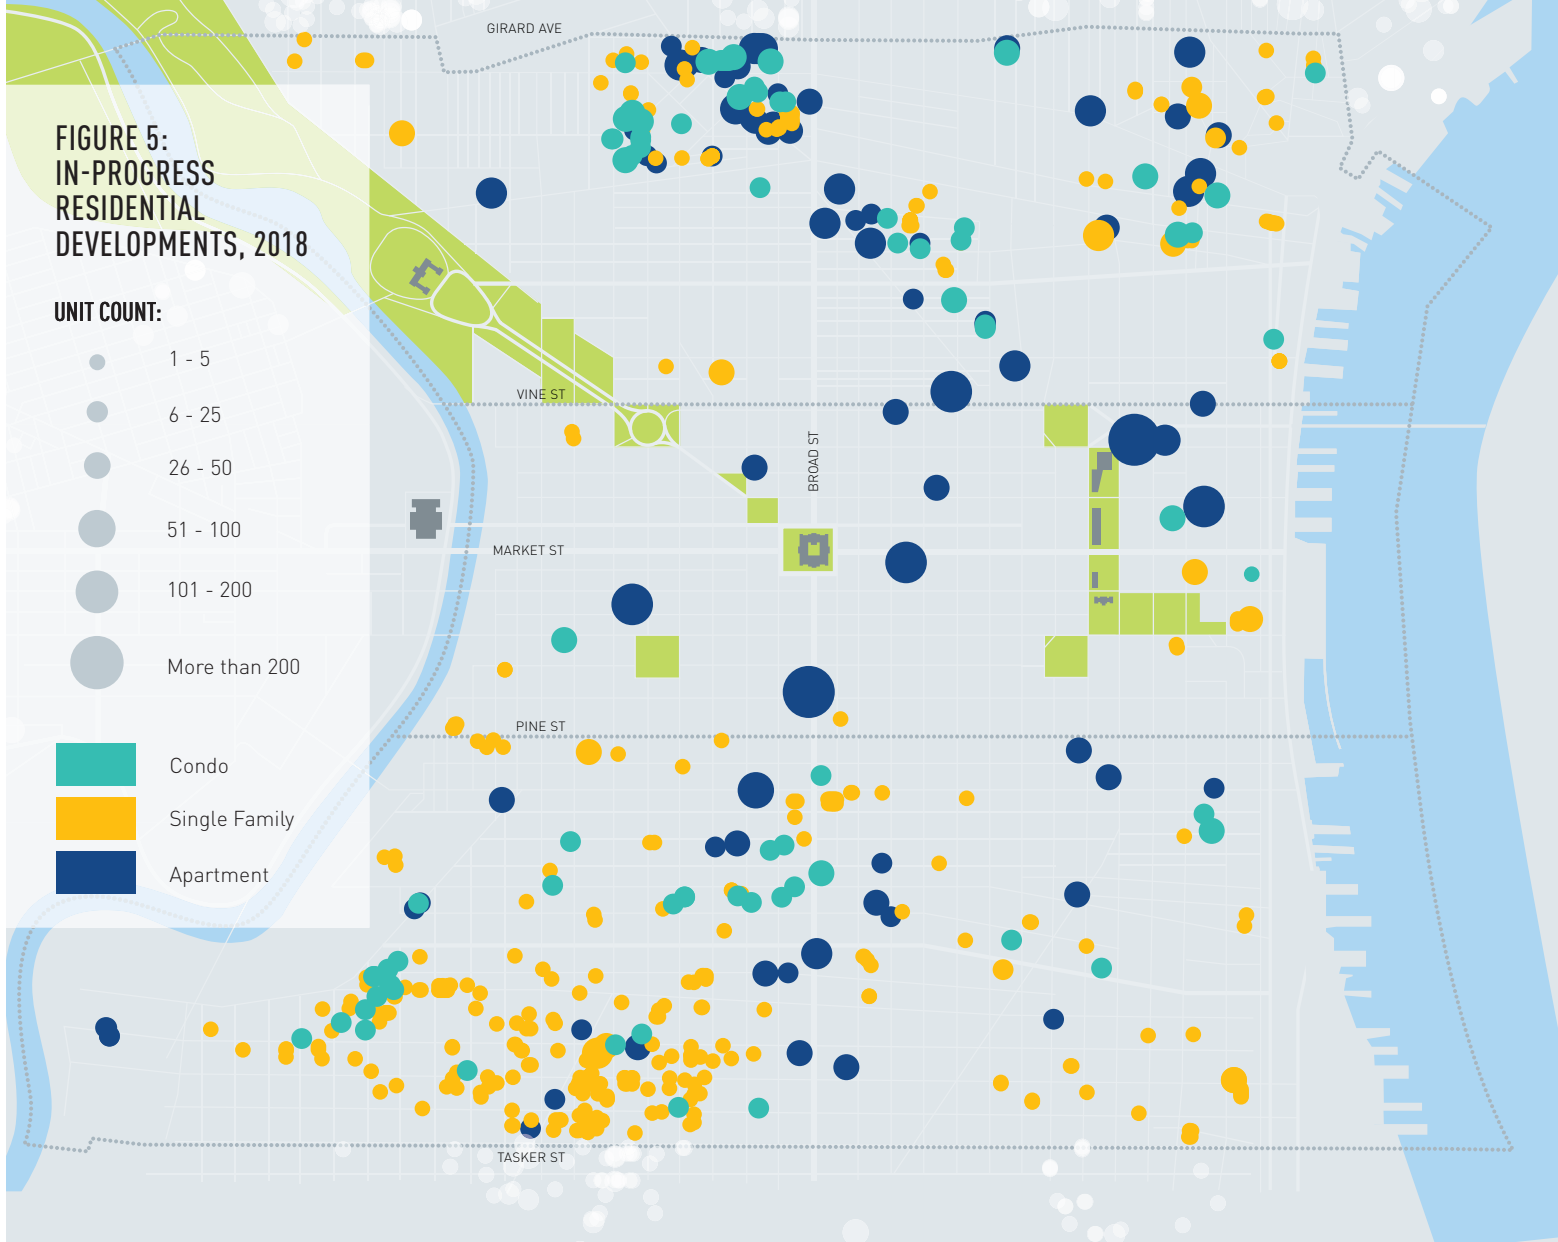 GIRARD AVE
FIGURE 5:
IN-PROGRESS
RESIDENTIAL
DEVELOPMENTS, 2018
UNIT COUNT:
1 - 5
6 - 25
26 - 50
51 - 100
101 - 200
More than 200
Condo
Single Family
Apartment
VINE ST
BROAD ST
MARKET ST
PINE ST
TASKER ST